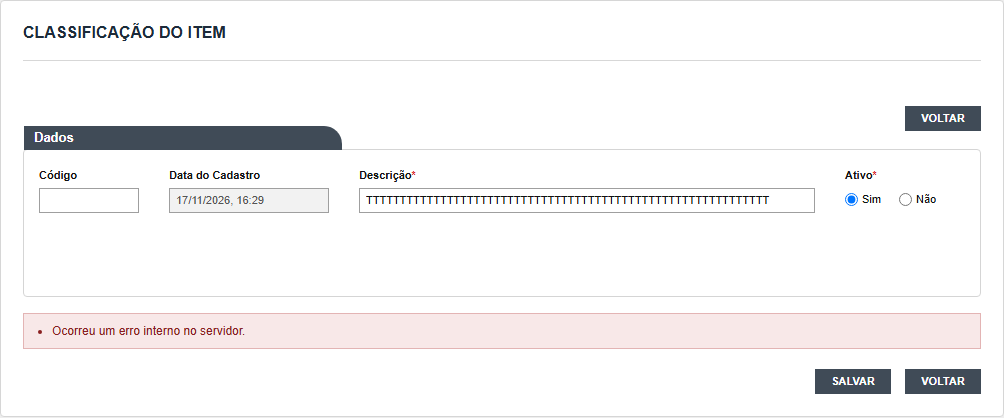 CLASSIFICAÇÃO DO ITEM
VOLTAR
Dados
Código Data do Cadastro Descrição* Ativo*
17/11/2026, 16:29 TTTTTTTTTTTTTTTTTTTTTTTTTTTTTTTTTTTTTTTTTTTTTTTTTTTTTTTTTTTT Sim Não
• Ocorreu um erro interno no servidor.
SALVAR VOLTAR